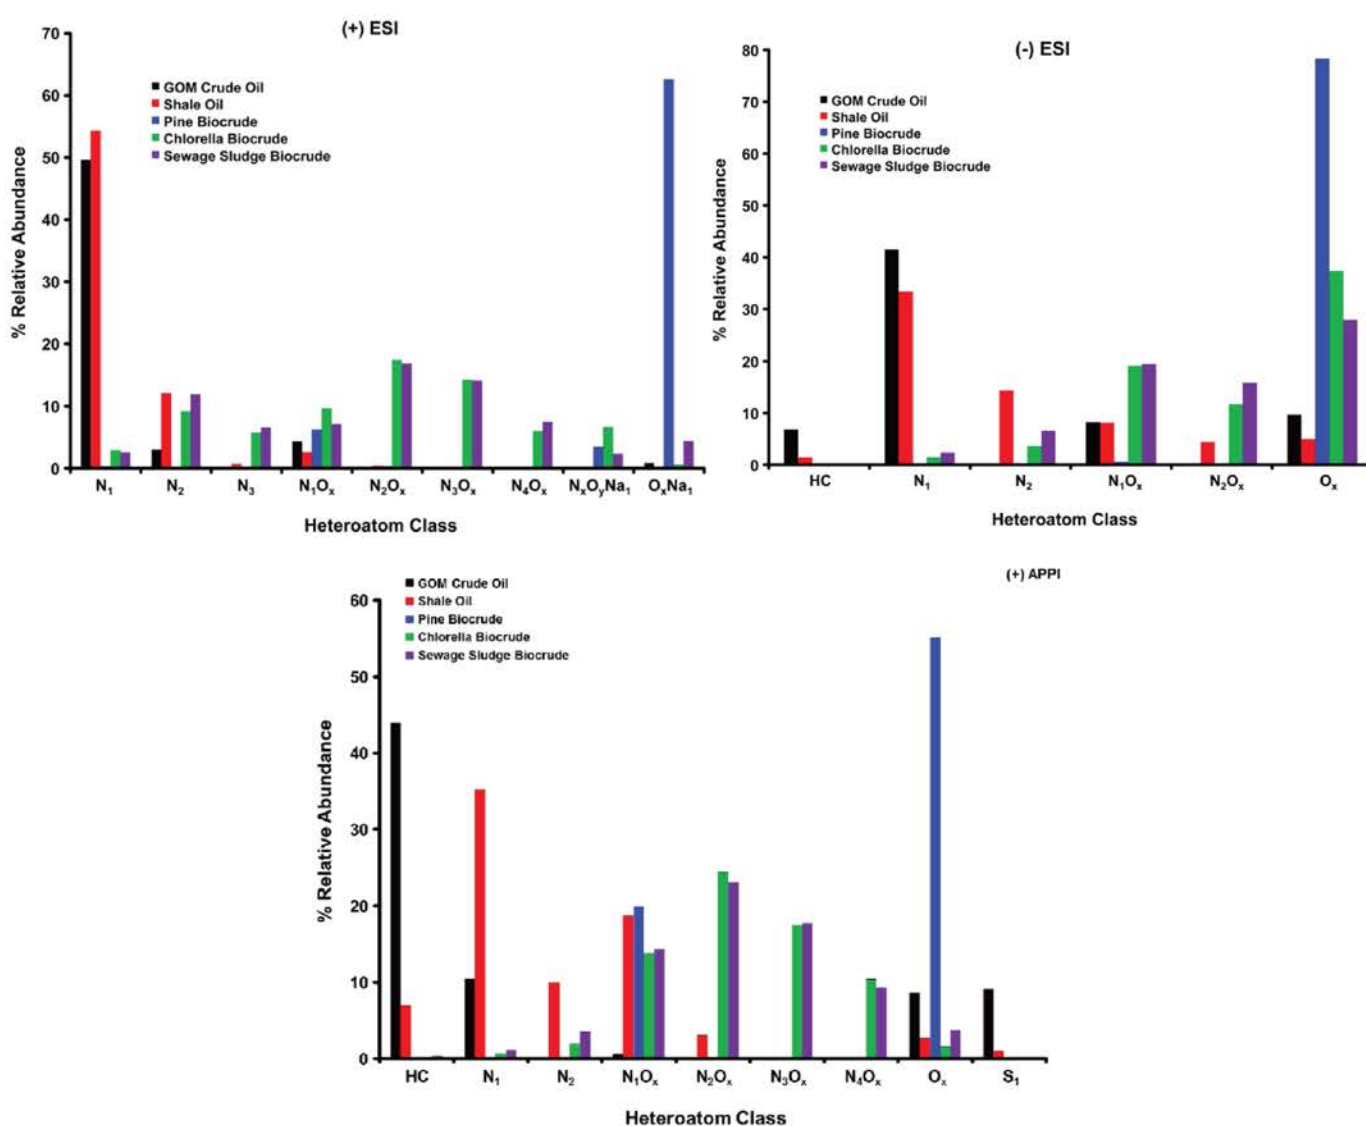 (+) ESI
70
60
50
40
30
20
10
0
% Relative Abundance
GOM Crude Oil
Shale Oil
Pine Biocrude
Chlorella Biocrude
Sewage Sludge Biocrude
N₁ N₂ N₃ N₁Oₓ N₂Oₓ N₃Oₓ N₄Oₓ NₓOᵧNa₁ OₓNa₁
Heteroatom Class
(-) ESI
80
70
60
50
40
30
20
10
0
% Relative Abundance
GOM Crude Oil
Shale Oil
Pine Biocrude
Chlorella Biocrude
Sewage Sludge Biocrude
HC N₁ N₂ N₁Oₓ N₂Oₓ Oₓ
Heteroatom Class
(+) APPI
60
50
40
30
20
10
0
% Relative Abundance
GOM Crude Oil
Shale Oil
Pine Biocrude
Chlorella Biocrude
Sewage Sludge Biocrude
HC N₁ N₂ N₁Oₓ N₂Oₓ N₃Oₓ N₄Oₓ Oₓ S₁
Heteroatom Class